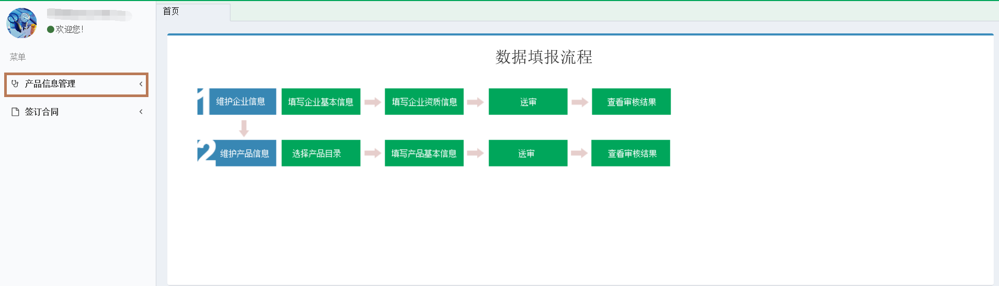 首页
欢迎您!
菜单
产品信息管理
签订合同
数据填报流程
1 维护企业信息 填写企业基本信息 填写企业资质信息 送审 查看审核结果
2 维护产品信息 选择产品目录 填写产品基本信息 送审 查看审核结果